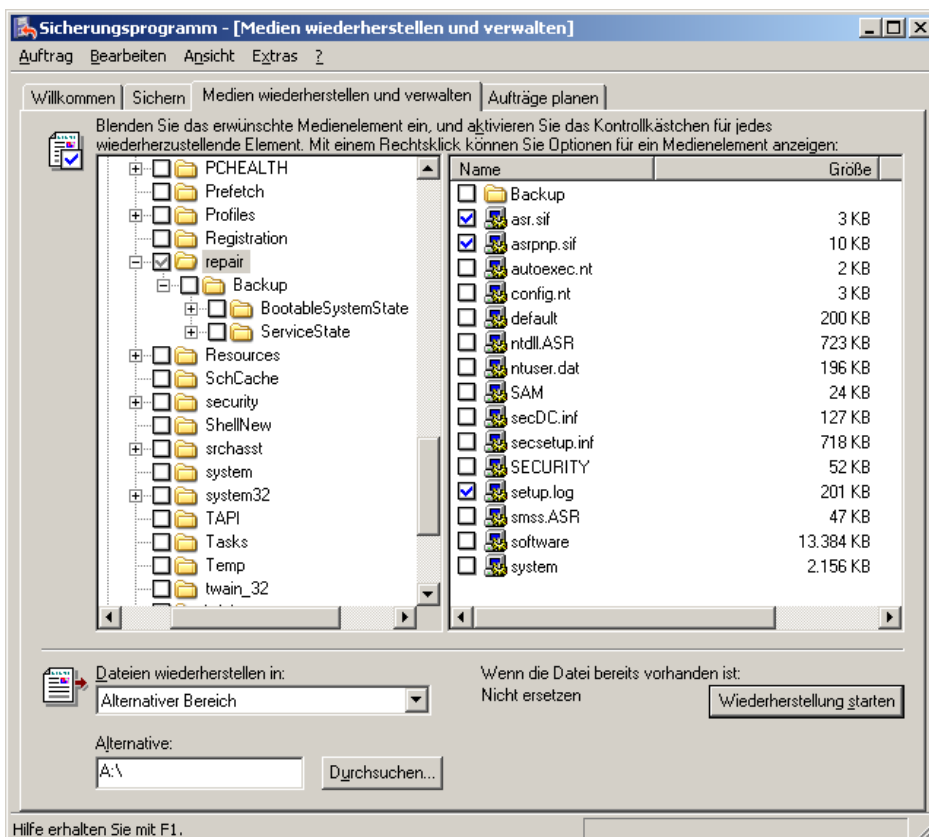 Sicherungsprogramm - [Medien wiederherstellen und verwalten]
Auftrag Bearbeiten Ansicht Extras ?
Willkommen Sichern Medien wiederherstellen und verwalten Aufträge planen
Blenden Sie das erwünschte Medienelement ein, und aktivieren Sie das Kontrollkästchen für jedes
wiederherzustellende Element. Mit einem Rechtsklick können Sie Optionen für ein Medienelement anzeigen:
PCHEALTH
Prefetch
Profiles
Registration
repair
Backup
BootableSystemState
ServiceState
Resources
SchCache
security
ShellNew
srchasst
system
system32
TAPI
Tasks
Temp
twain_32
Name Größe
Backup
asr.sif 3 KB
asrpnp.sif 10 KB
autoexec.nt 2 KB
config.nt 3 KB
default 200 KB
ntdll.ASR 723 KB
ntuser.dat 196 KB
SAM 24 KB
secDC.inf 127 KB
secsetup.inf 718 KB
SECURITY 52 KB
setup.log 201 KB
smss.ASR 47 KB
software 13.384 KB
system 2.156 KB
Dateien wiederherstellen in:
Alternativer Bereich
Wenn die Datei bereits vorhanden ist:
Nicht ersetzen
Wiederherstellung starten
Alternative:
A:\
Durchsuchen...
Hilfe erhalten Sie mit F1.